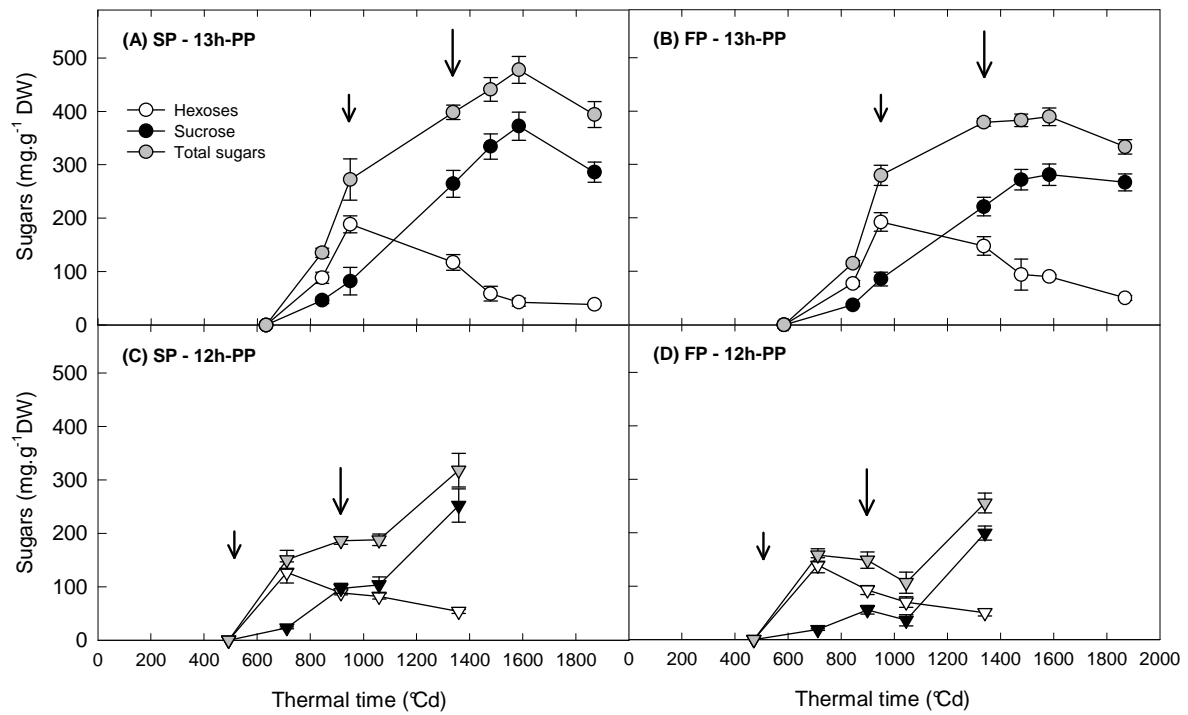 (A) SP - 13h-PP
(B) FP - 13h-PP
Hexoses
Sucrose
Total sugars
Sugars (mg.g-1 DW)
500
400
300
200
100
0
(C) SP - 12h-PP
(D) FP - 12h-PP
Sugars (mg.g-1DW)
500
400
300
200
100
0
0 200 400 600 800 1000 1200 1400 1600 1800
0 200 400 600 800 1000 1200 1400 1600 1800 2000
Thermal time (°Cd)
Thermal time (°Cd)